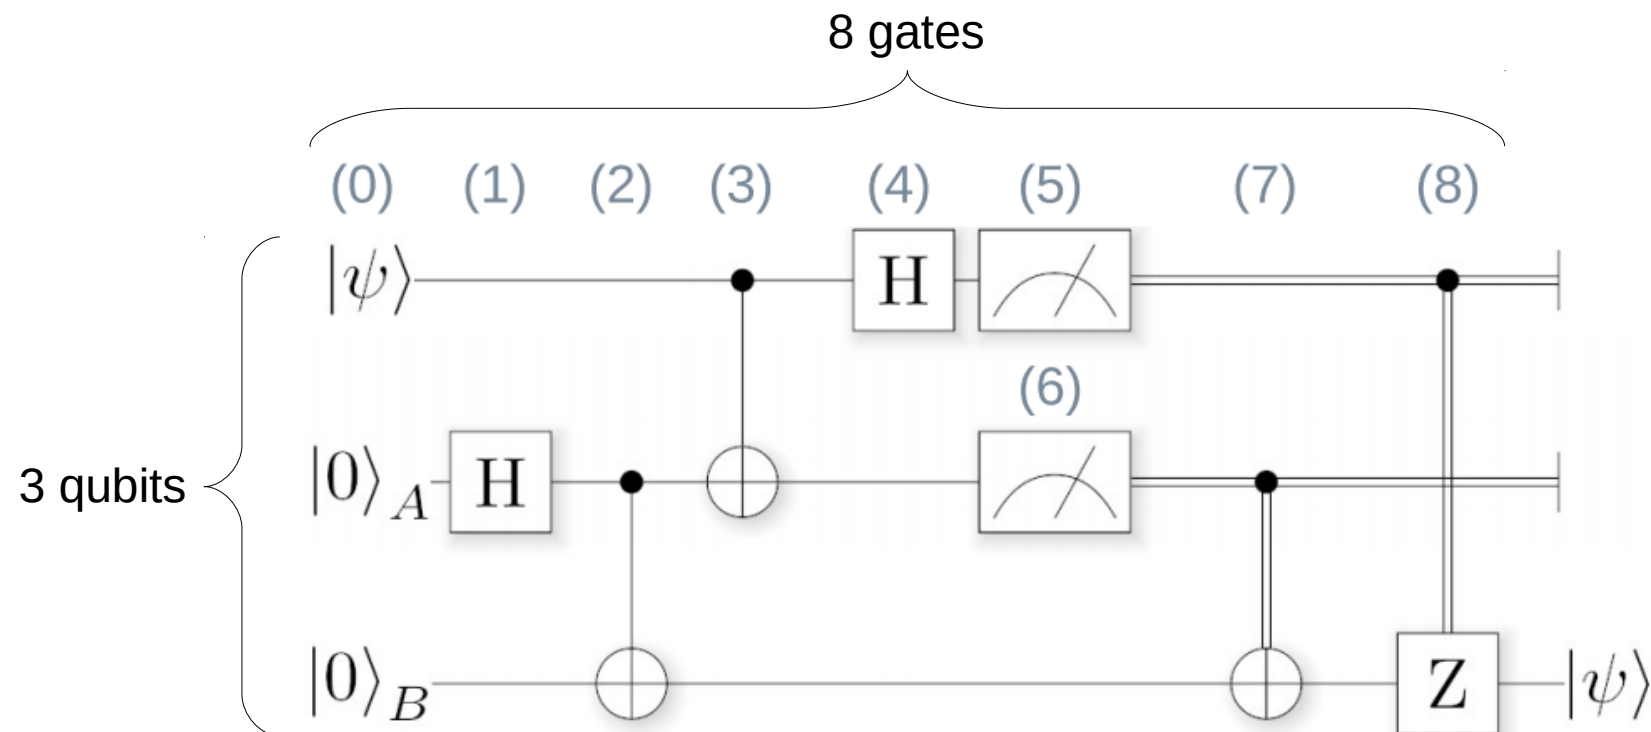 8 gates
(0) (1) (2) (3) (4) (5) (7) (8)
|ψ⟩ H
(6)
3 qubits |0⟩A H
|0⟩B Z |ψ⟩